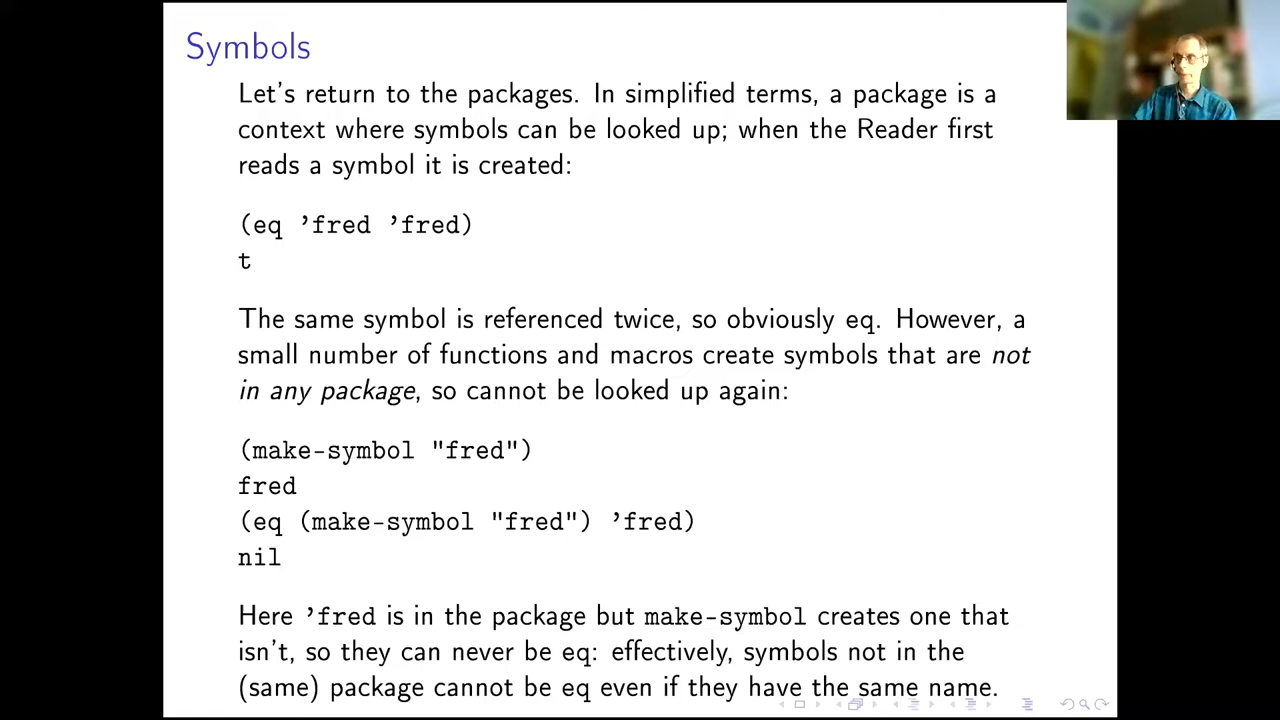 Symbols
Let's return to the packages. In simplified terms, a package is a
context where symbols can be looked up; when the Reader first
reads a symbol it is created:
(eq ’fred ’fred)
t
The same symbol is referenced twice, so obviously eq. However, a
small number of functions and macros create symbols that are not
in any package, so cannot be looked up again:
(make-symbol "fred")
fred
(eq (make-symbol "fred") ’fred)
nil
Here ’fred is in the package but make-symbol creates one that
isn't, so they can never be eq: effectively, symbols not in the
(same) package cannot be eq even if they have the same name.